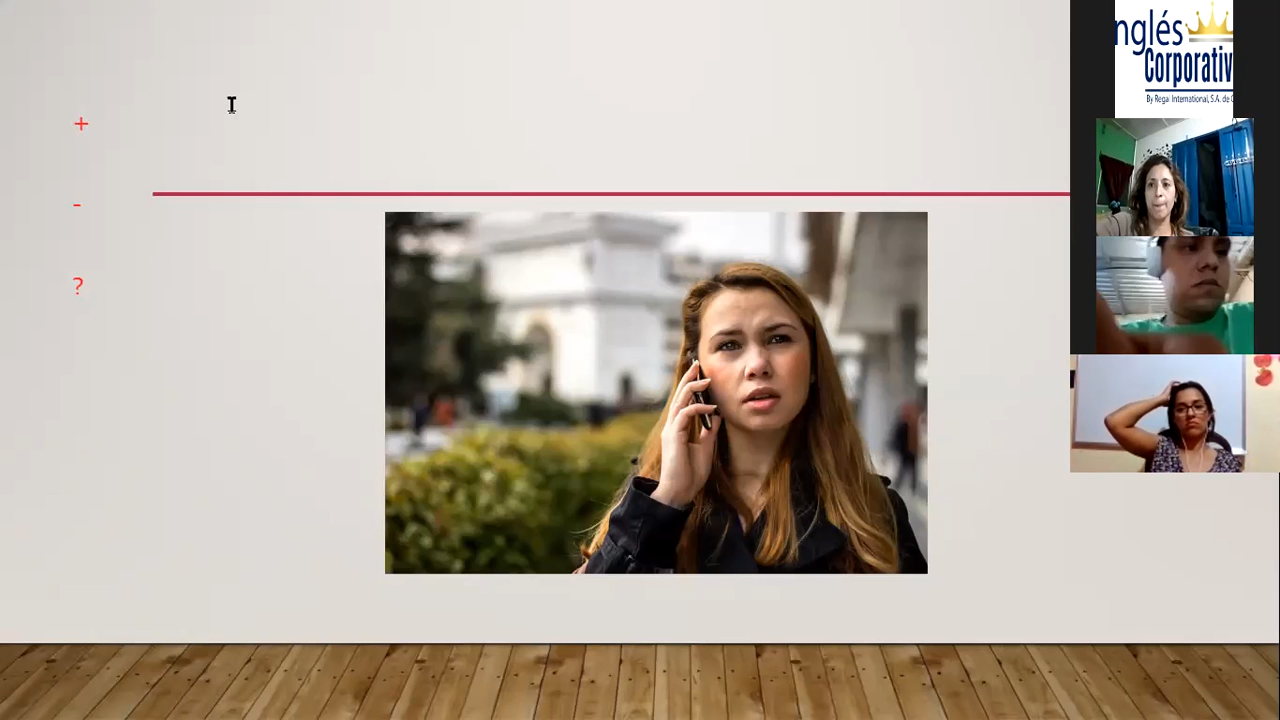 nglés
Corporativ
By Regal International, S.A. de C
+
-
?